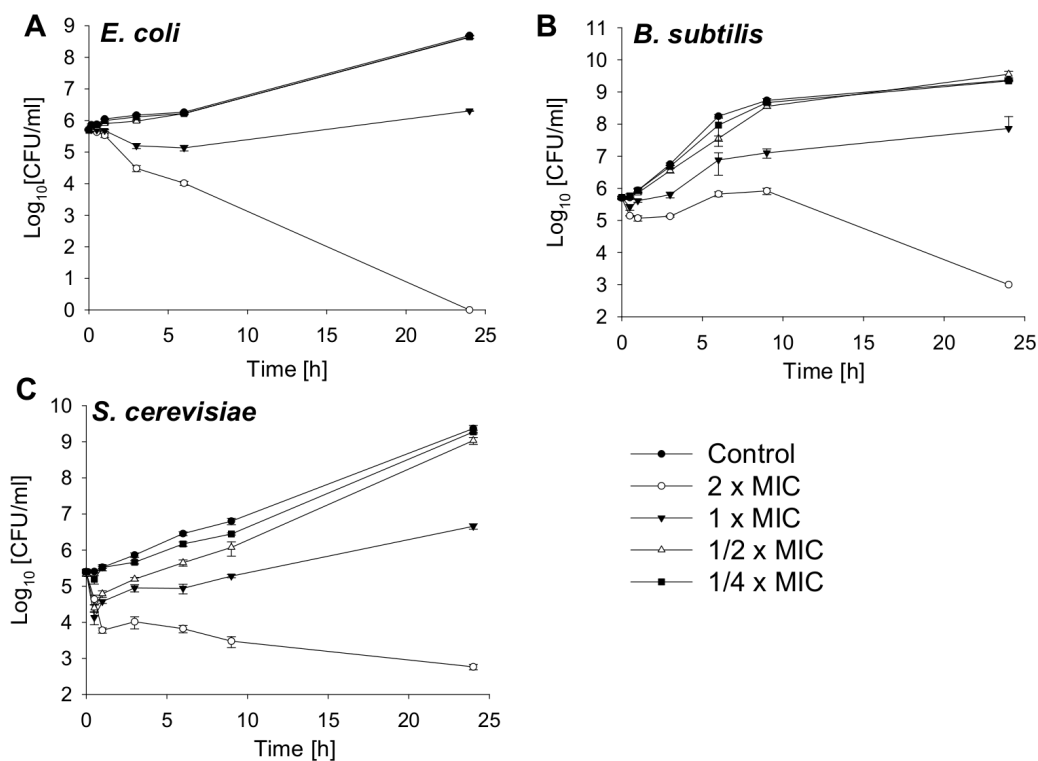 A
E. coli
9
8
7
6
5
4
3
2
1
0
Log10[CFU/ml]
0 5 10 15 20 25
Time [h]
B
B. subtilis
11
10
9
8
7
6
5
4
3
2
Log10 [CFU/ml]
0 5 10 15 20 25
Time [h]
C
S. cerevisiae
10
9
8
7
6
5
4
3
2
Log10 [CFU/ml]
0 5 10 15 20 25
Time [h]
Control
2 x MIC
1 x MIC
1/2 x MIC
1/4 x MIC